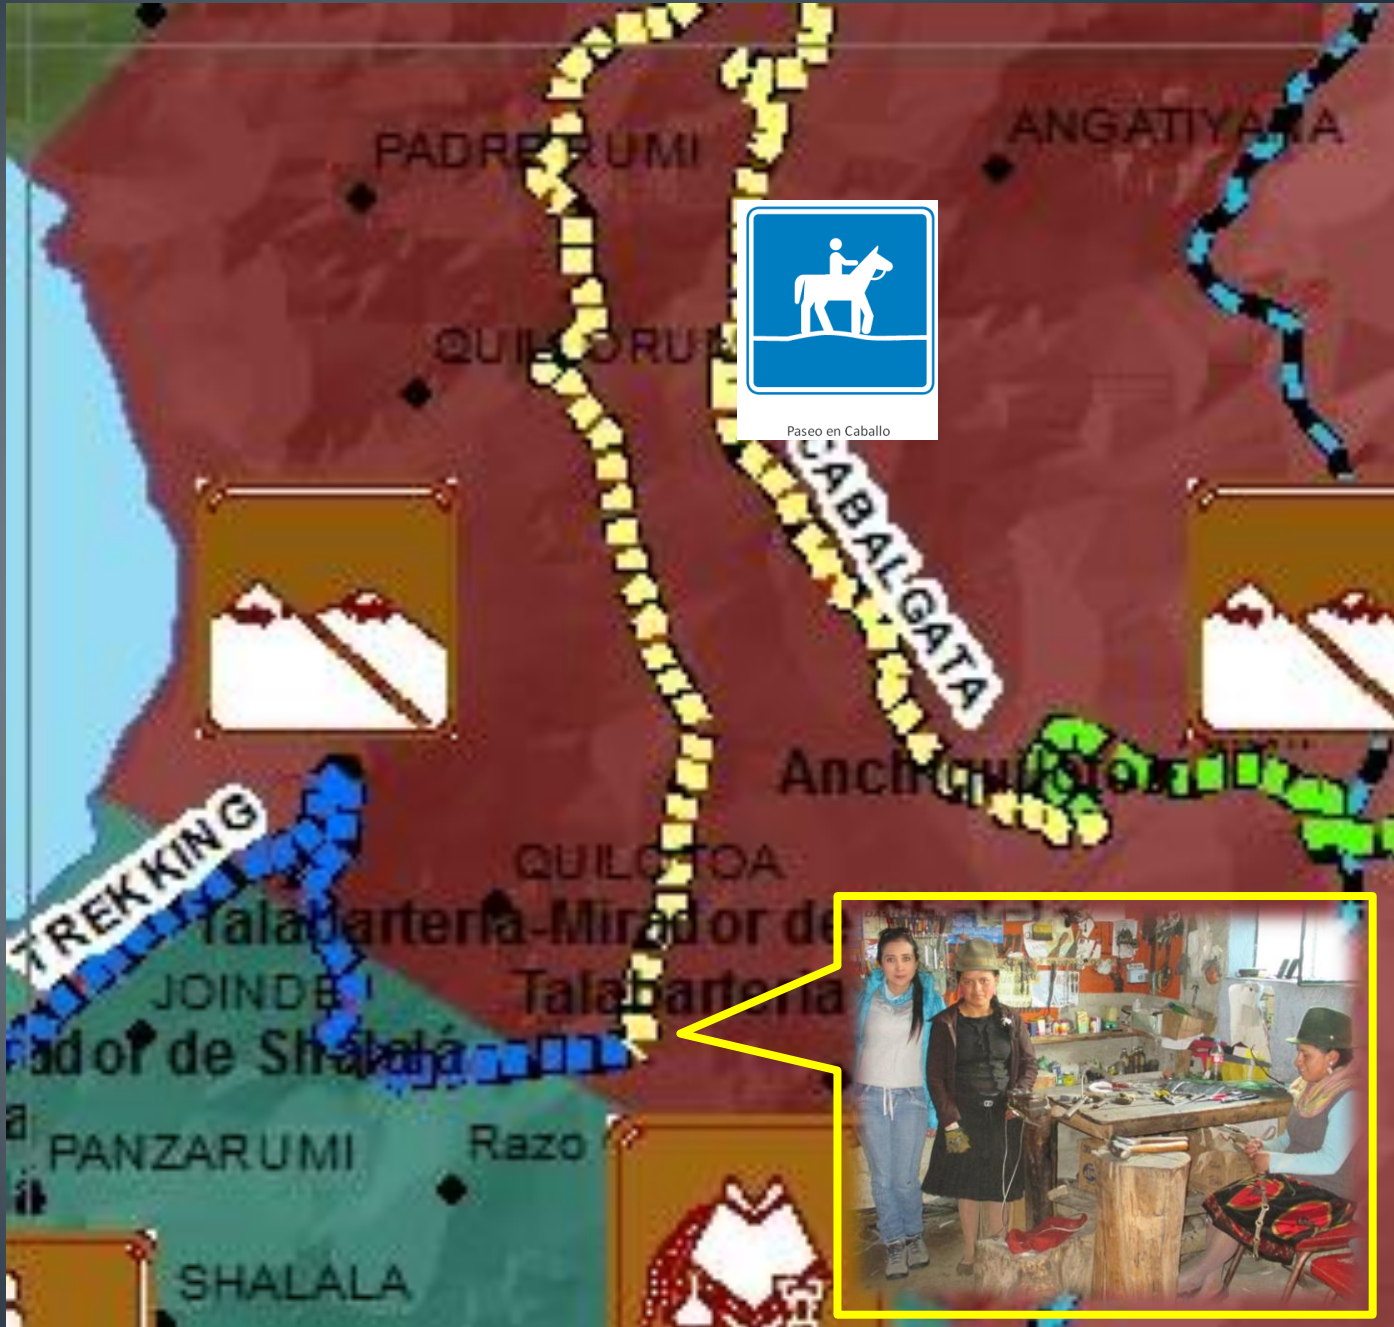 PADRE RUMI
ANGATIYANA
Paseo en Caballo
CABALGATA
TREKKING
QUILOTOA
Talabartería-Mirador de
JOINDE
Talabartería
ador de Shalalá
PANZARUMI
Razo
SHALALA